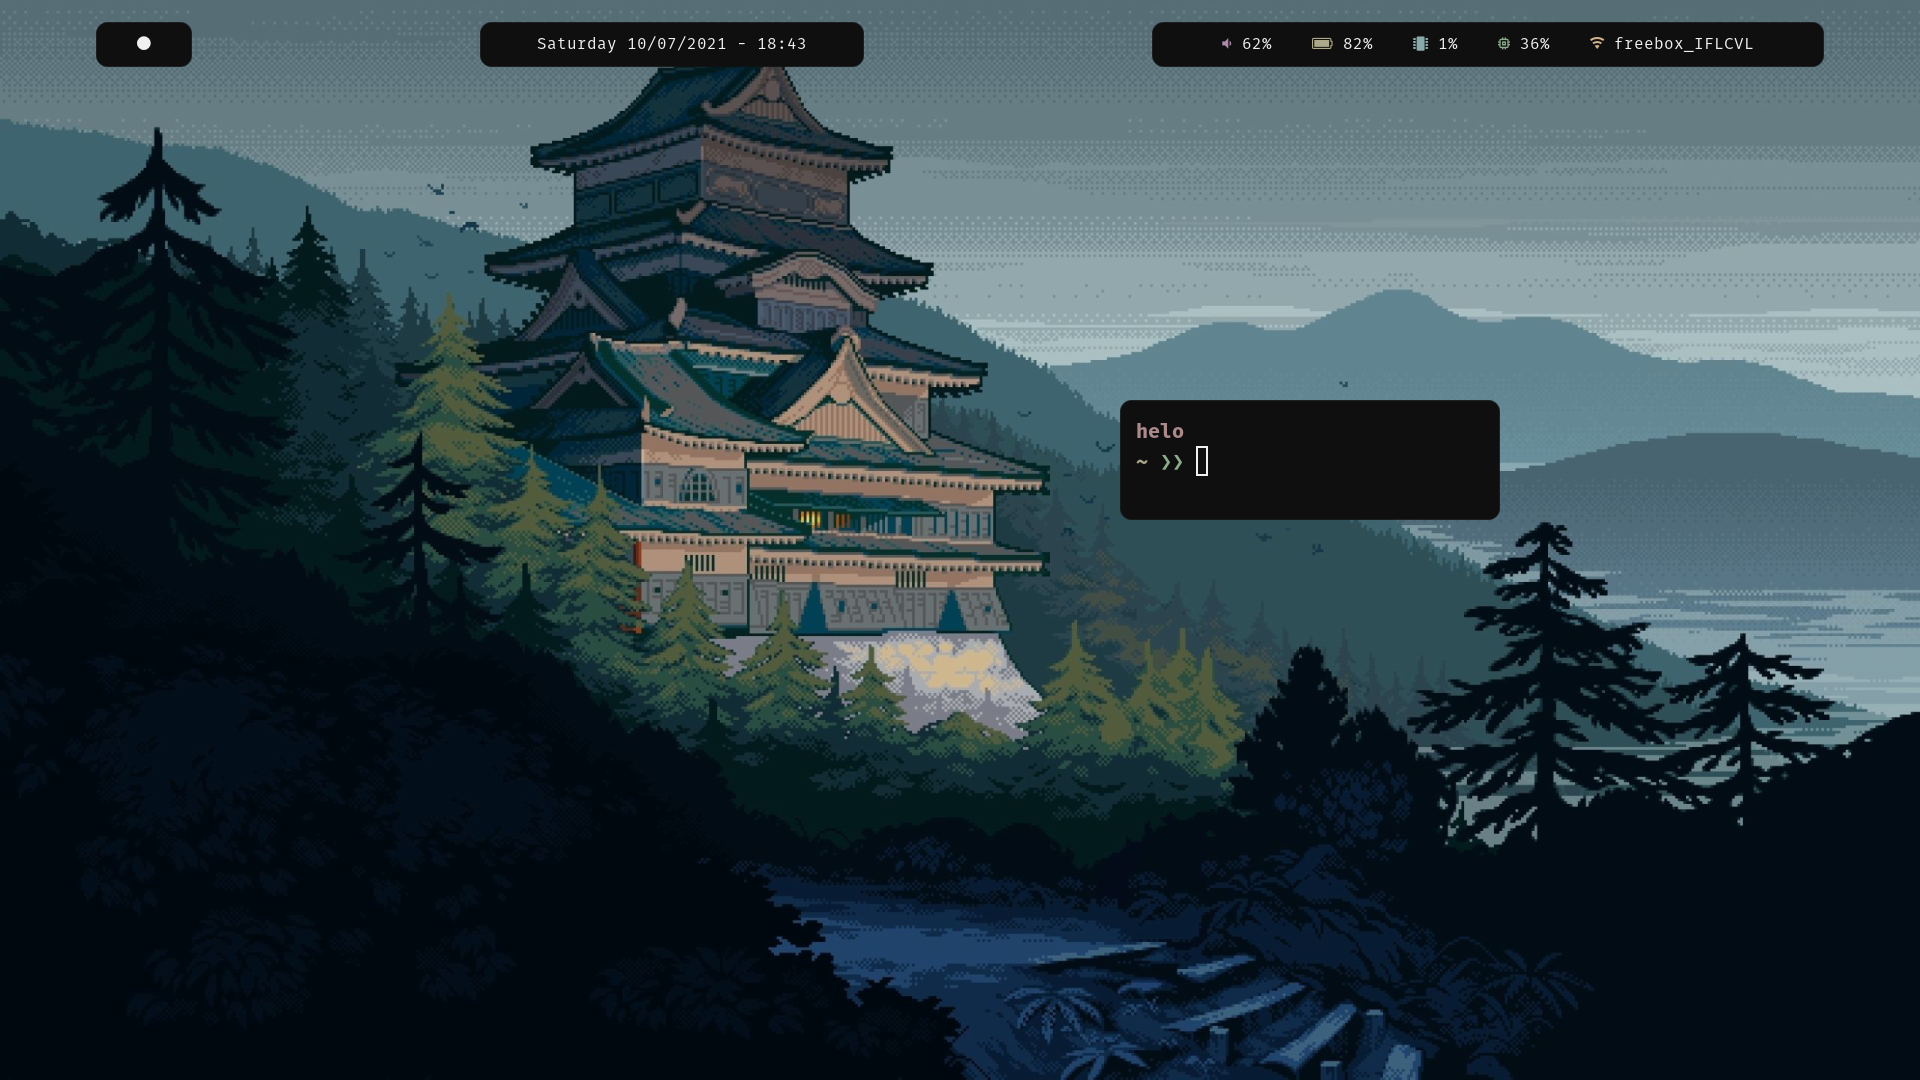 Saturday 10/07/2021 - 18:43
62% 82% 1% 36% freebox_IFLCVL
helo
~ ❯❯